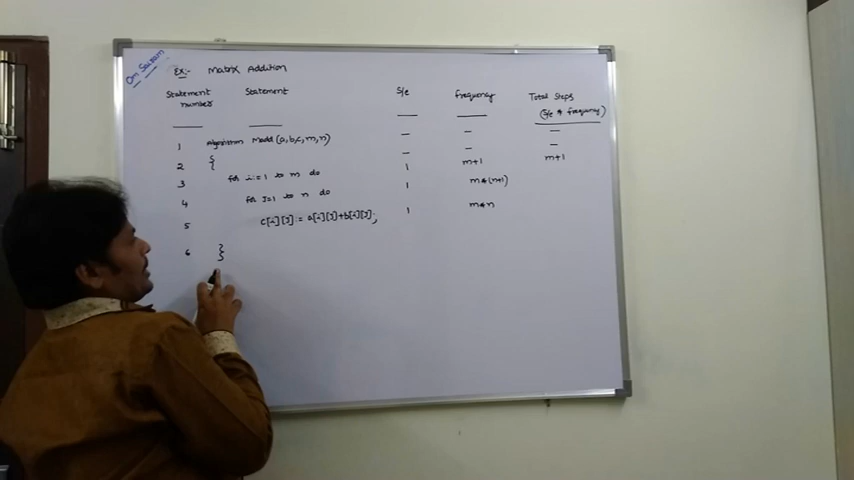 Om Sairam
Ex:- Matrix Addition
Statement number Statement S/e frequency Total Steps (S/e * frequency)
1 Algorithm Madd (a,b,c,m,n) — — —
2 { — — —
3 for i:=1 to m do 1 m+1 m+1
4 for J=1 to n do 1 m*(n+1)
5 c[i][J]:= a[i][J]+b[i][J]; 1 m*n
6 }